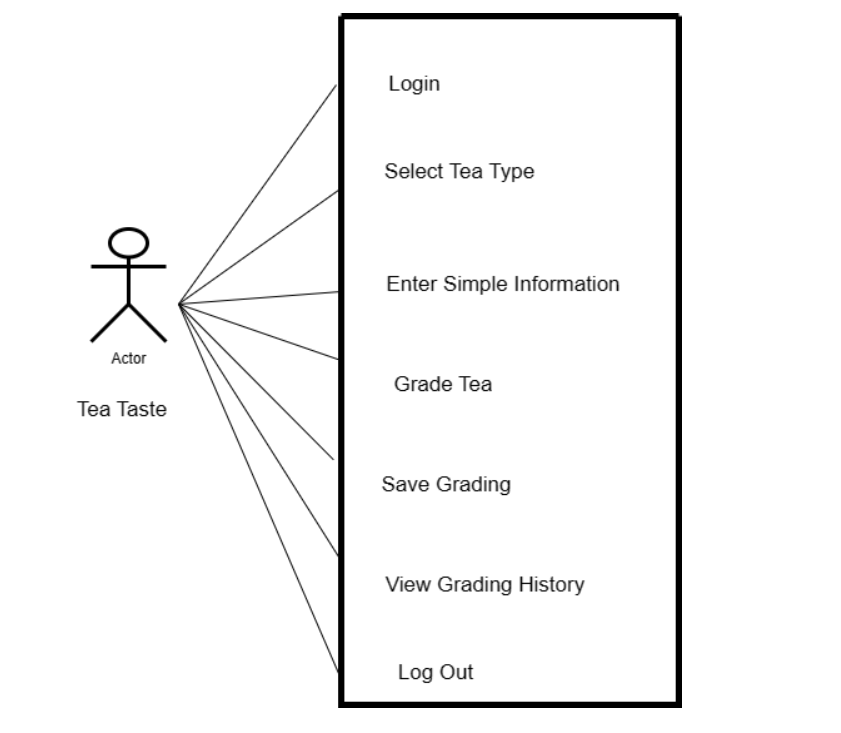 Login
Select Tea Type
Enter Simple Information
Actor
Grade Tea
Tea Taste
Save Grading
View Grading History
Log Out